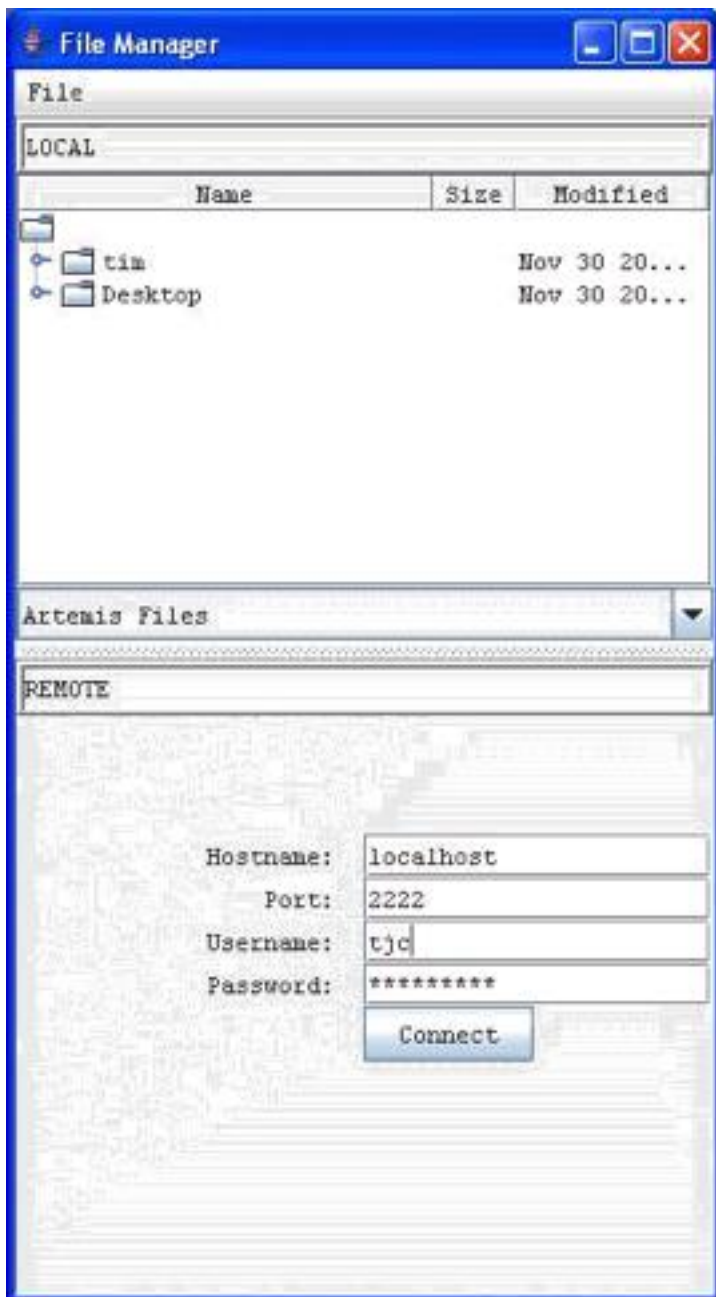 File Manager
File
LOCAL
Name Size Modified
tim Nov 30 20...
Desktop Nov 30 20...
Artemis Files
REMOTE
Hostname: localhost
Port: 2222
Username: tjc
Password: *********
Connect